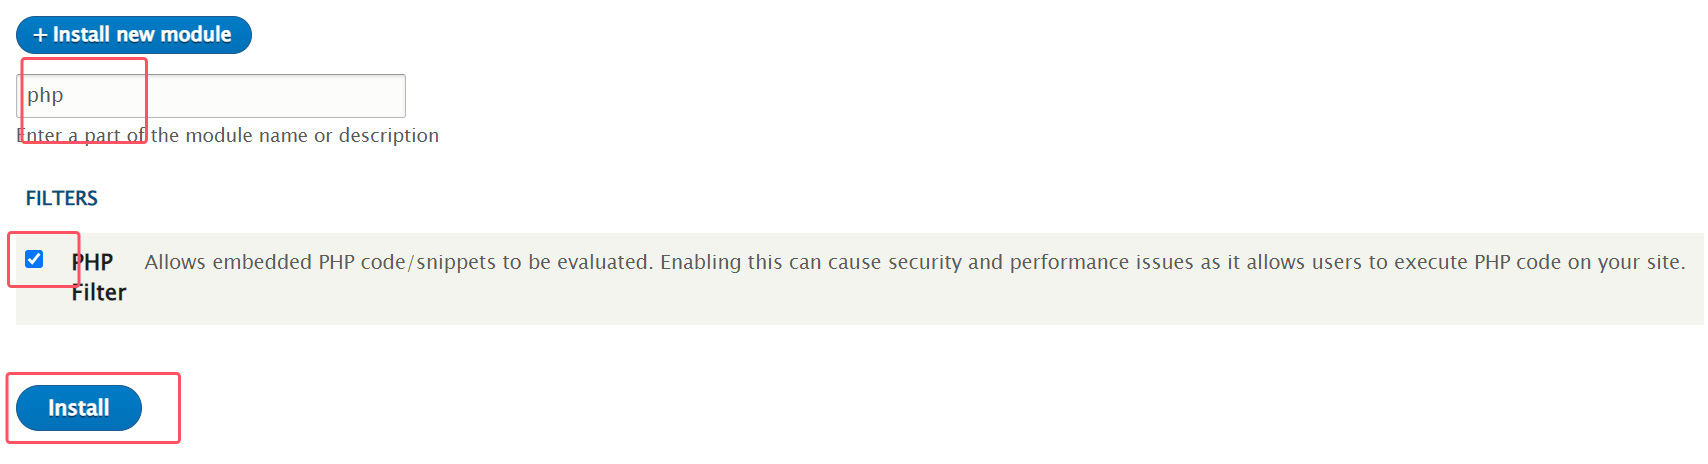 + Install new module
php
Enter a part of the module name or description
FILTERS
PHP Allows embedded PHP code/snippets to be evaluated. Enabling this can cause security and performance issues as it allows users to execute PHP code on your site.
Filter
Install